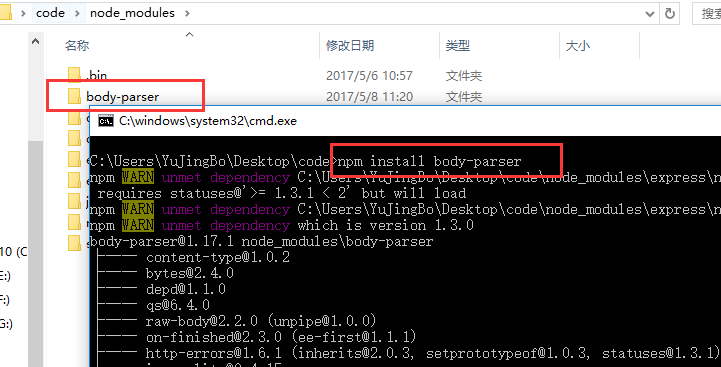 code > node_modules >
搜索
名称
修改日期
类型
大小
.bin
2017/5/6 10:57
文件夹
body-parser
2017/5/8 11:20
文件夹
C:\windows\system32\cmd.exe
C:\Users\YuJingBo\Desktop\code>npm install body-parser
npm WARN unmet dependency C:\Users\YuJingBo\Desktop\code\node_modules\express\n
requires statuses@'>= 1.3.1 < 2' but will load
npm WARN unmet dependency C:\Users\YuJingBo\Desktop\code\node_modules\express\n
npm WARN unmet dependency which is version 1.3.0
body-parser@1.17.1 node_modules\body-parser
content-type@1.0.2
bytes@2.4.0
depd@1.1.0
qs@6.4.0
raw-body@2.2.0 (unpipe@1.0.0)
on-finished@2.3.0 (ee-first@1.1.1)
http-errors@1.6.1 (inherits@2.0.3, setprototypeof@1.0.3, statuses@1.3.1)
10 (C
E:)
F:)
G:)